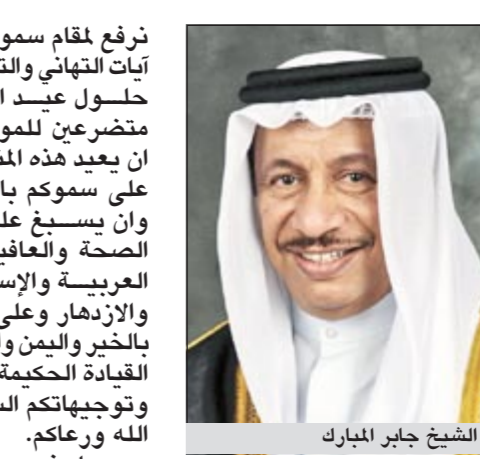 نرفع لمقام سمو
آيات التهاني والت
حلـــول عيـــد ا
متضرعين للمو
ان يعيد هذه الم
على سموكم با
وان يســـبغ عل
الصحة والعافي
العربيـــة والإس
والازدهار وعلى
بالخير واليمن وا
القيادة الحكيمة
وتوجيهاتكم الس
الله ورعاكم.
الشيخ جابر المبارك